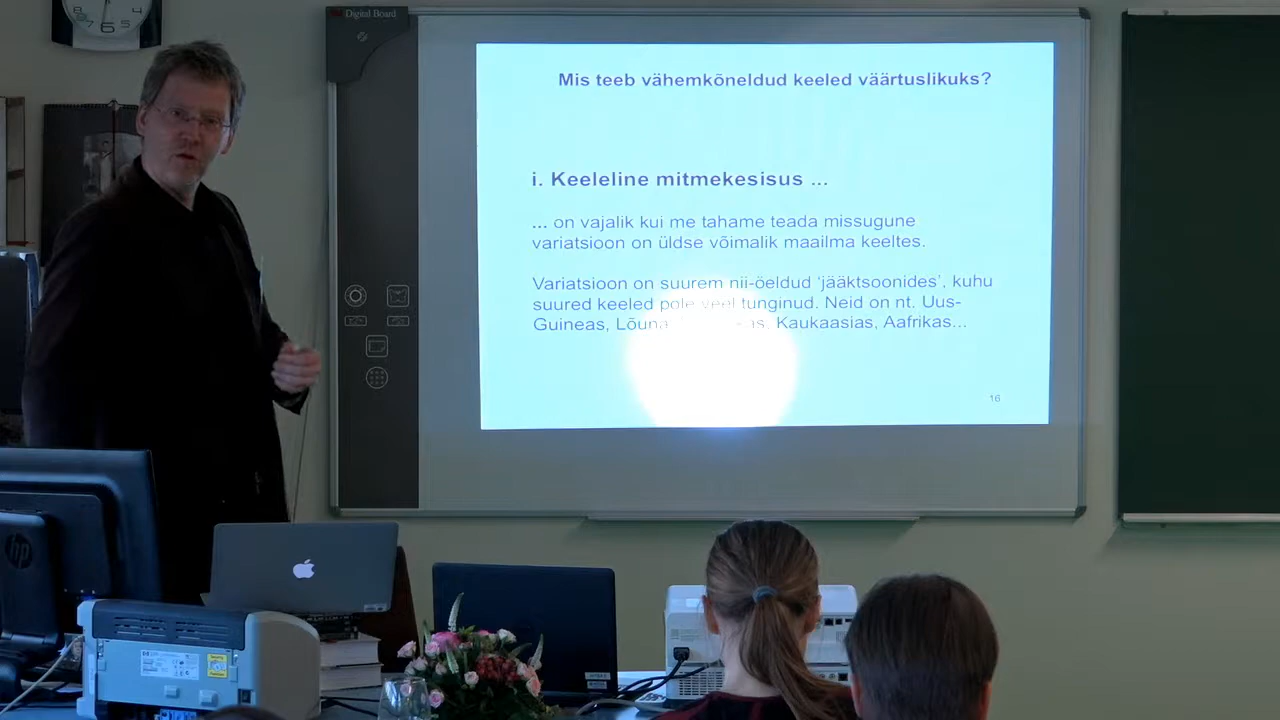 Digital Board
Mis teeb vähemkõneldud keeled väärtuslikuks?
i. Keeleline mitmekesisus ...
... on vajalik kui me tahame teada missugune
variatsioon on üldse võimalik maailma keeltes.
Variatsioon on suurem nii-öeldud ‘jääktsoonides’, kuhu
suured keeled pole veel tunginud. Neid on nt. Uus-
Guineas, Kaukaasias, Aafrikas...
16
hp